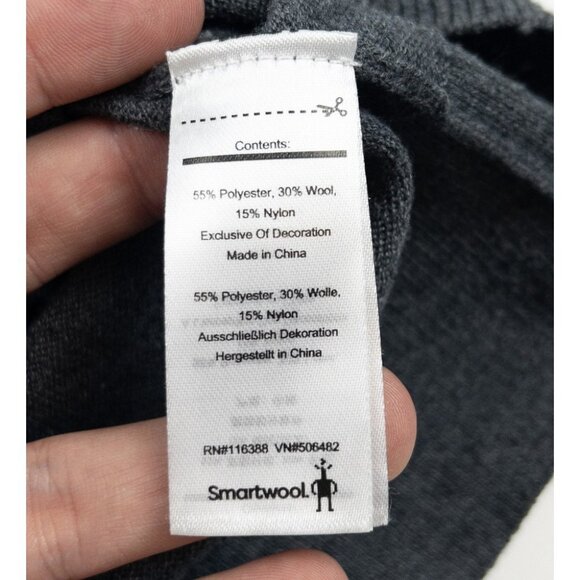 Contents:
55% Polyester, 30% Wool,
15% Nylon
Exclusive Of Decoration
Made in China
55% Polyester, 30% Wolle,
15% Nylon
Ausschließlich Dekoration
Hergestellt in China
RN#116388 VN#506482
Smartwool.